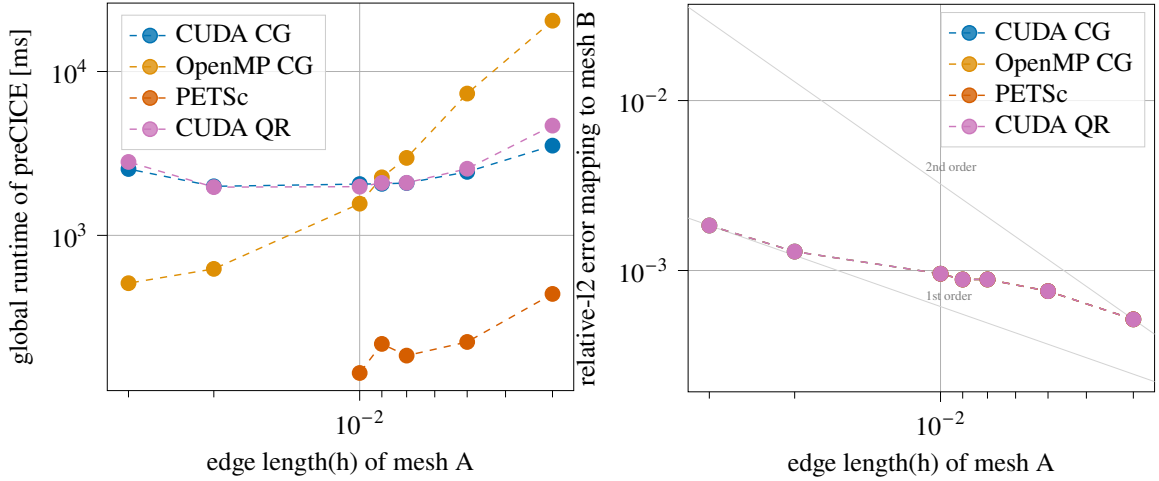 global runtime of preCICE [ms]
10^4
10^3
CUDA CG
OpenMP CG
PETSc
CUDA QR
10^-2
edge length(h) of mesh A
relative-l2 error mapping to mesh B
10^-2
10^-3
CUDA CG
OpenMP CG
PETSc
CUDA QR
2nd order
1st order
10^-2
edge length(h) of mesh A